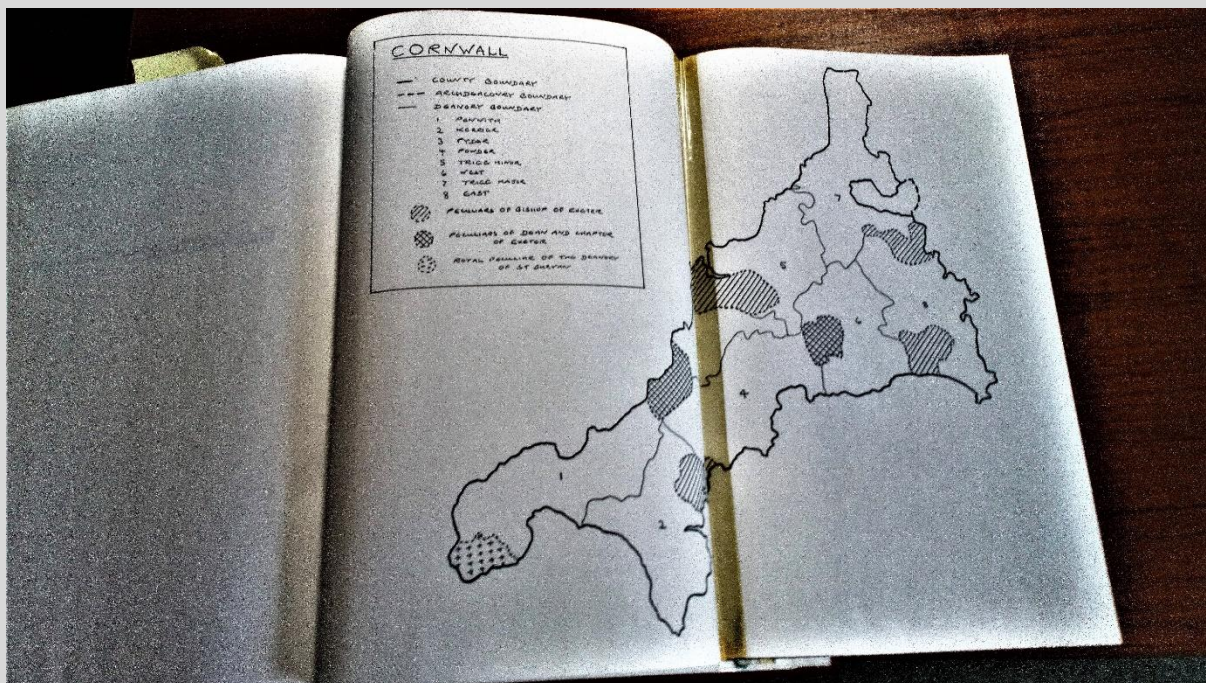 CORNWALL
COUNTY BOUNDARY
ARCHDEACONRY BOUNDARY
DEANERY BOUNDARY
1 PENWITH
2 KERRIER
3 PYDAR
4 POWDER
5 TRIGG MINOR
6 WEST
7 TRIGG MAJOR
8 EAST
PECULIARS OF BISHOP OF EXETER
PECULIARS OF DEAN AND CHAPTER
OF EXETER
ROYAL PECULIAR OF THE DEANERY
OF ST BURYAN
7
5
8
6
4
1
2